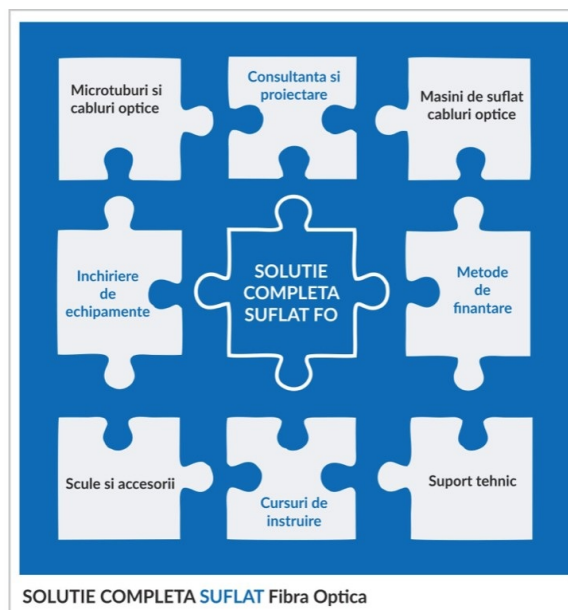 Microtuburi si
cabluri optice
Consultanta si
proiectare
Masini de suflat
cabluri optice
Inchiriere
de
echipamente
SOLUTIE
COMPLETA
SUFLAT FO
Metode
de
finantare
Scule si accesorii
Cursuri de
instruire
Suport tehnic
SOLUTIE COMPLETA SUFLAT Fibra Optica